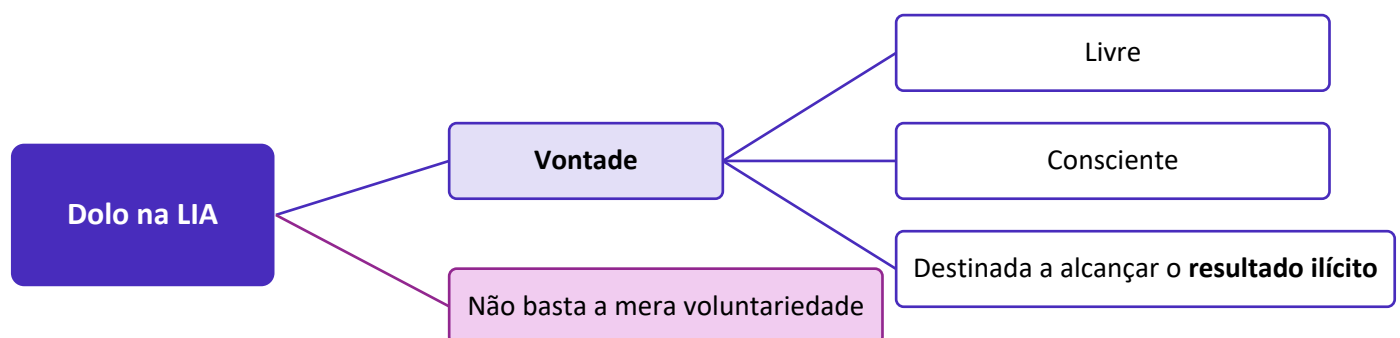 Dolo na LIA
Vontade
Livre
Consciente
Destinada a alcançar o resultado ilícito
Não basta a mera voluntariedade